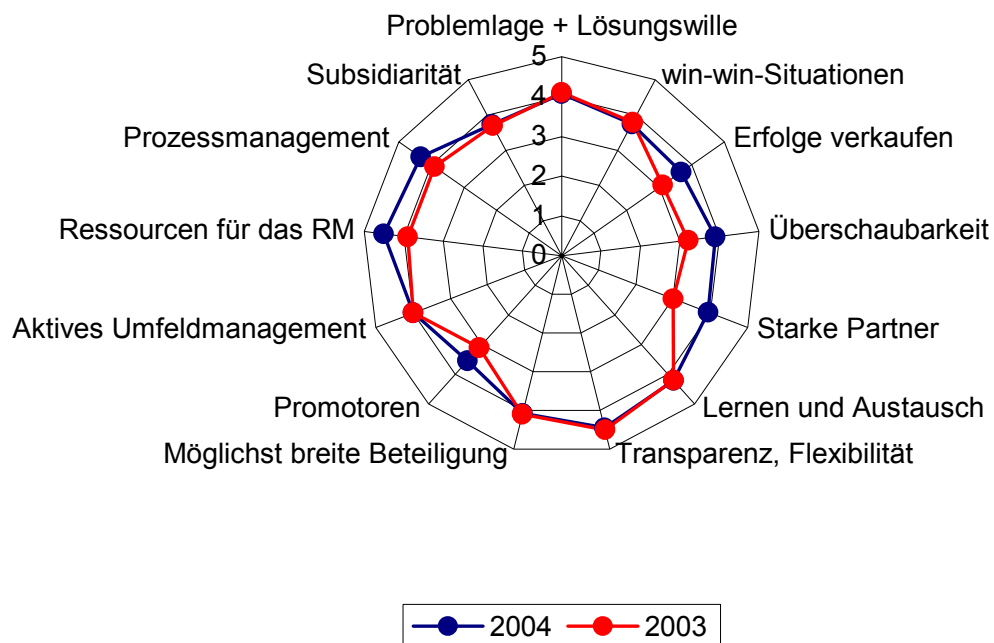 Problemlage + Lösungswille
win-win-Situationen
Erfolge verkaufen
Überschaubarkeit
Starke Partner
Lernen und Austausch
Transparenz, Flexibilität
Möglichst breite Beteiligung
Promotoren
Aktives Umfeldmanagement
Ressourcen für das RM
Prozessmanagement
Subsidiarität
5
4
3
2
1
0
2004
2003